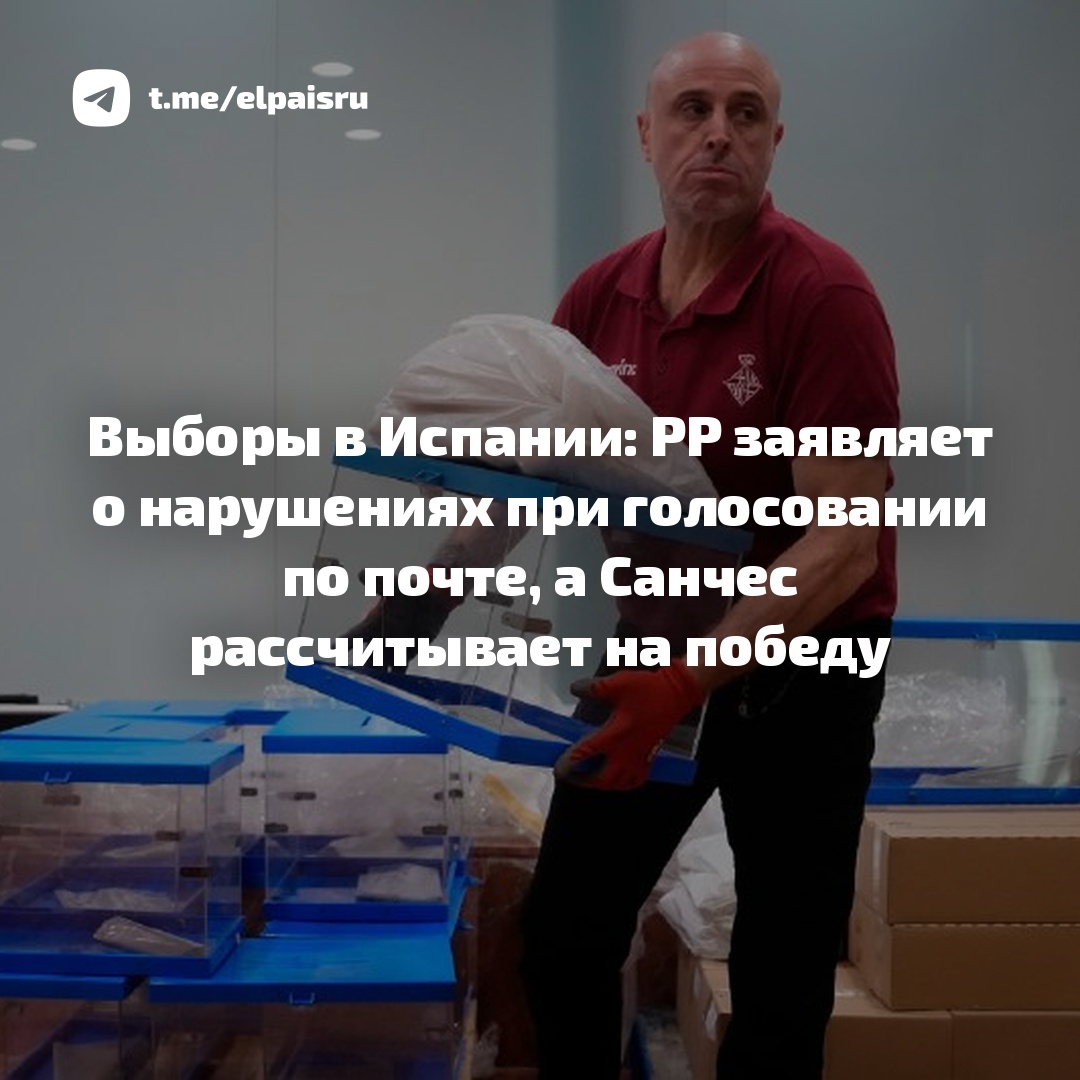 t.me/elpaisru
Выборы в Испании: PP заявляет
о нарушениях при голосовании
по почте, а Санчес
рассчитывает на победу